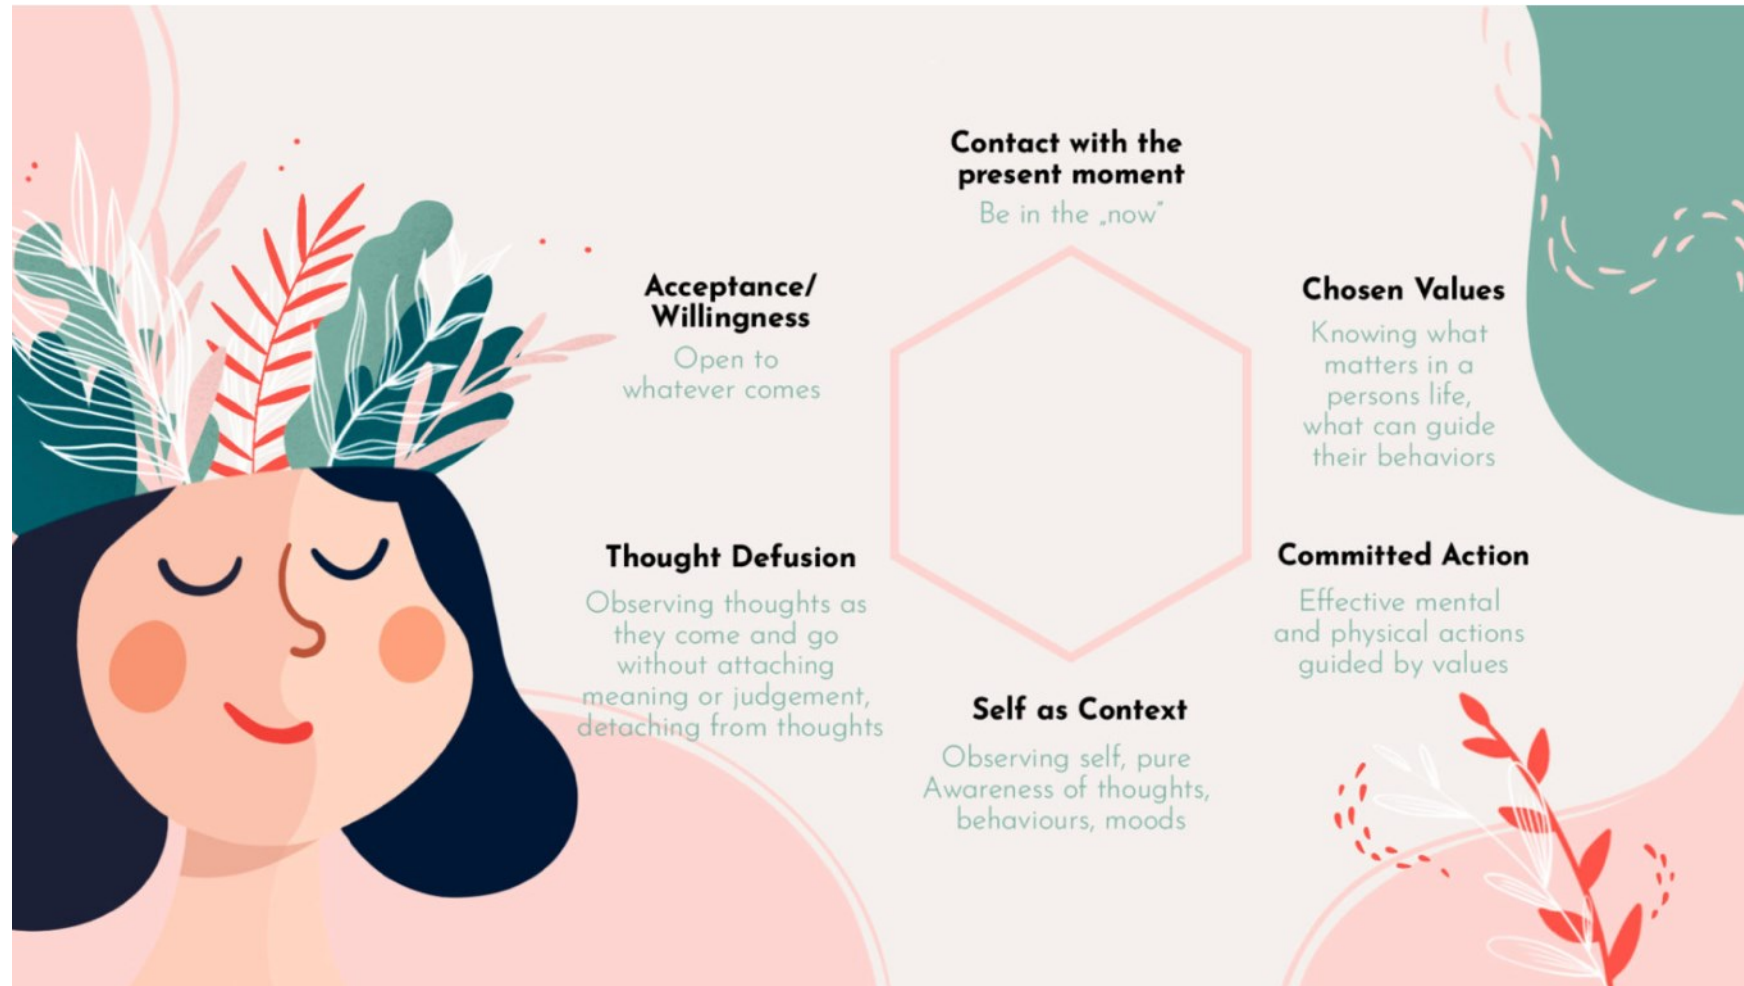 Contact with the
present moment
Be in the „now”
Acceptance/
Willingness
Open to
whatever comes
Chosen Values
Knowing what
matters in a
persons life,
what can guide
their behaviors
Thought Defusion
Observing thoughts as
they come and go
without attaching
meaning or judgement,
detaching from thoughts
Committed Action
Effective mental
and physical actions
guided by values
Self as Context
Observing self, pure
Awareness of thoughts,
behaviours, moods